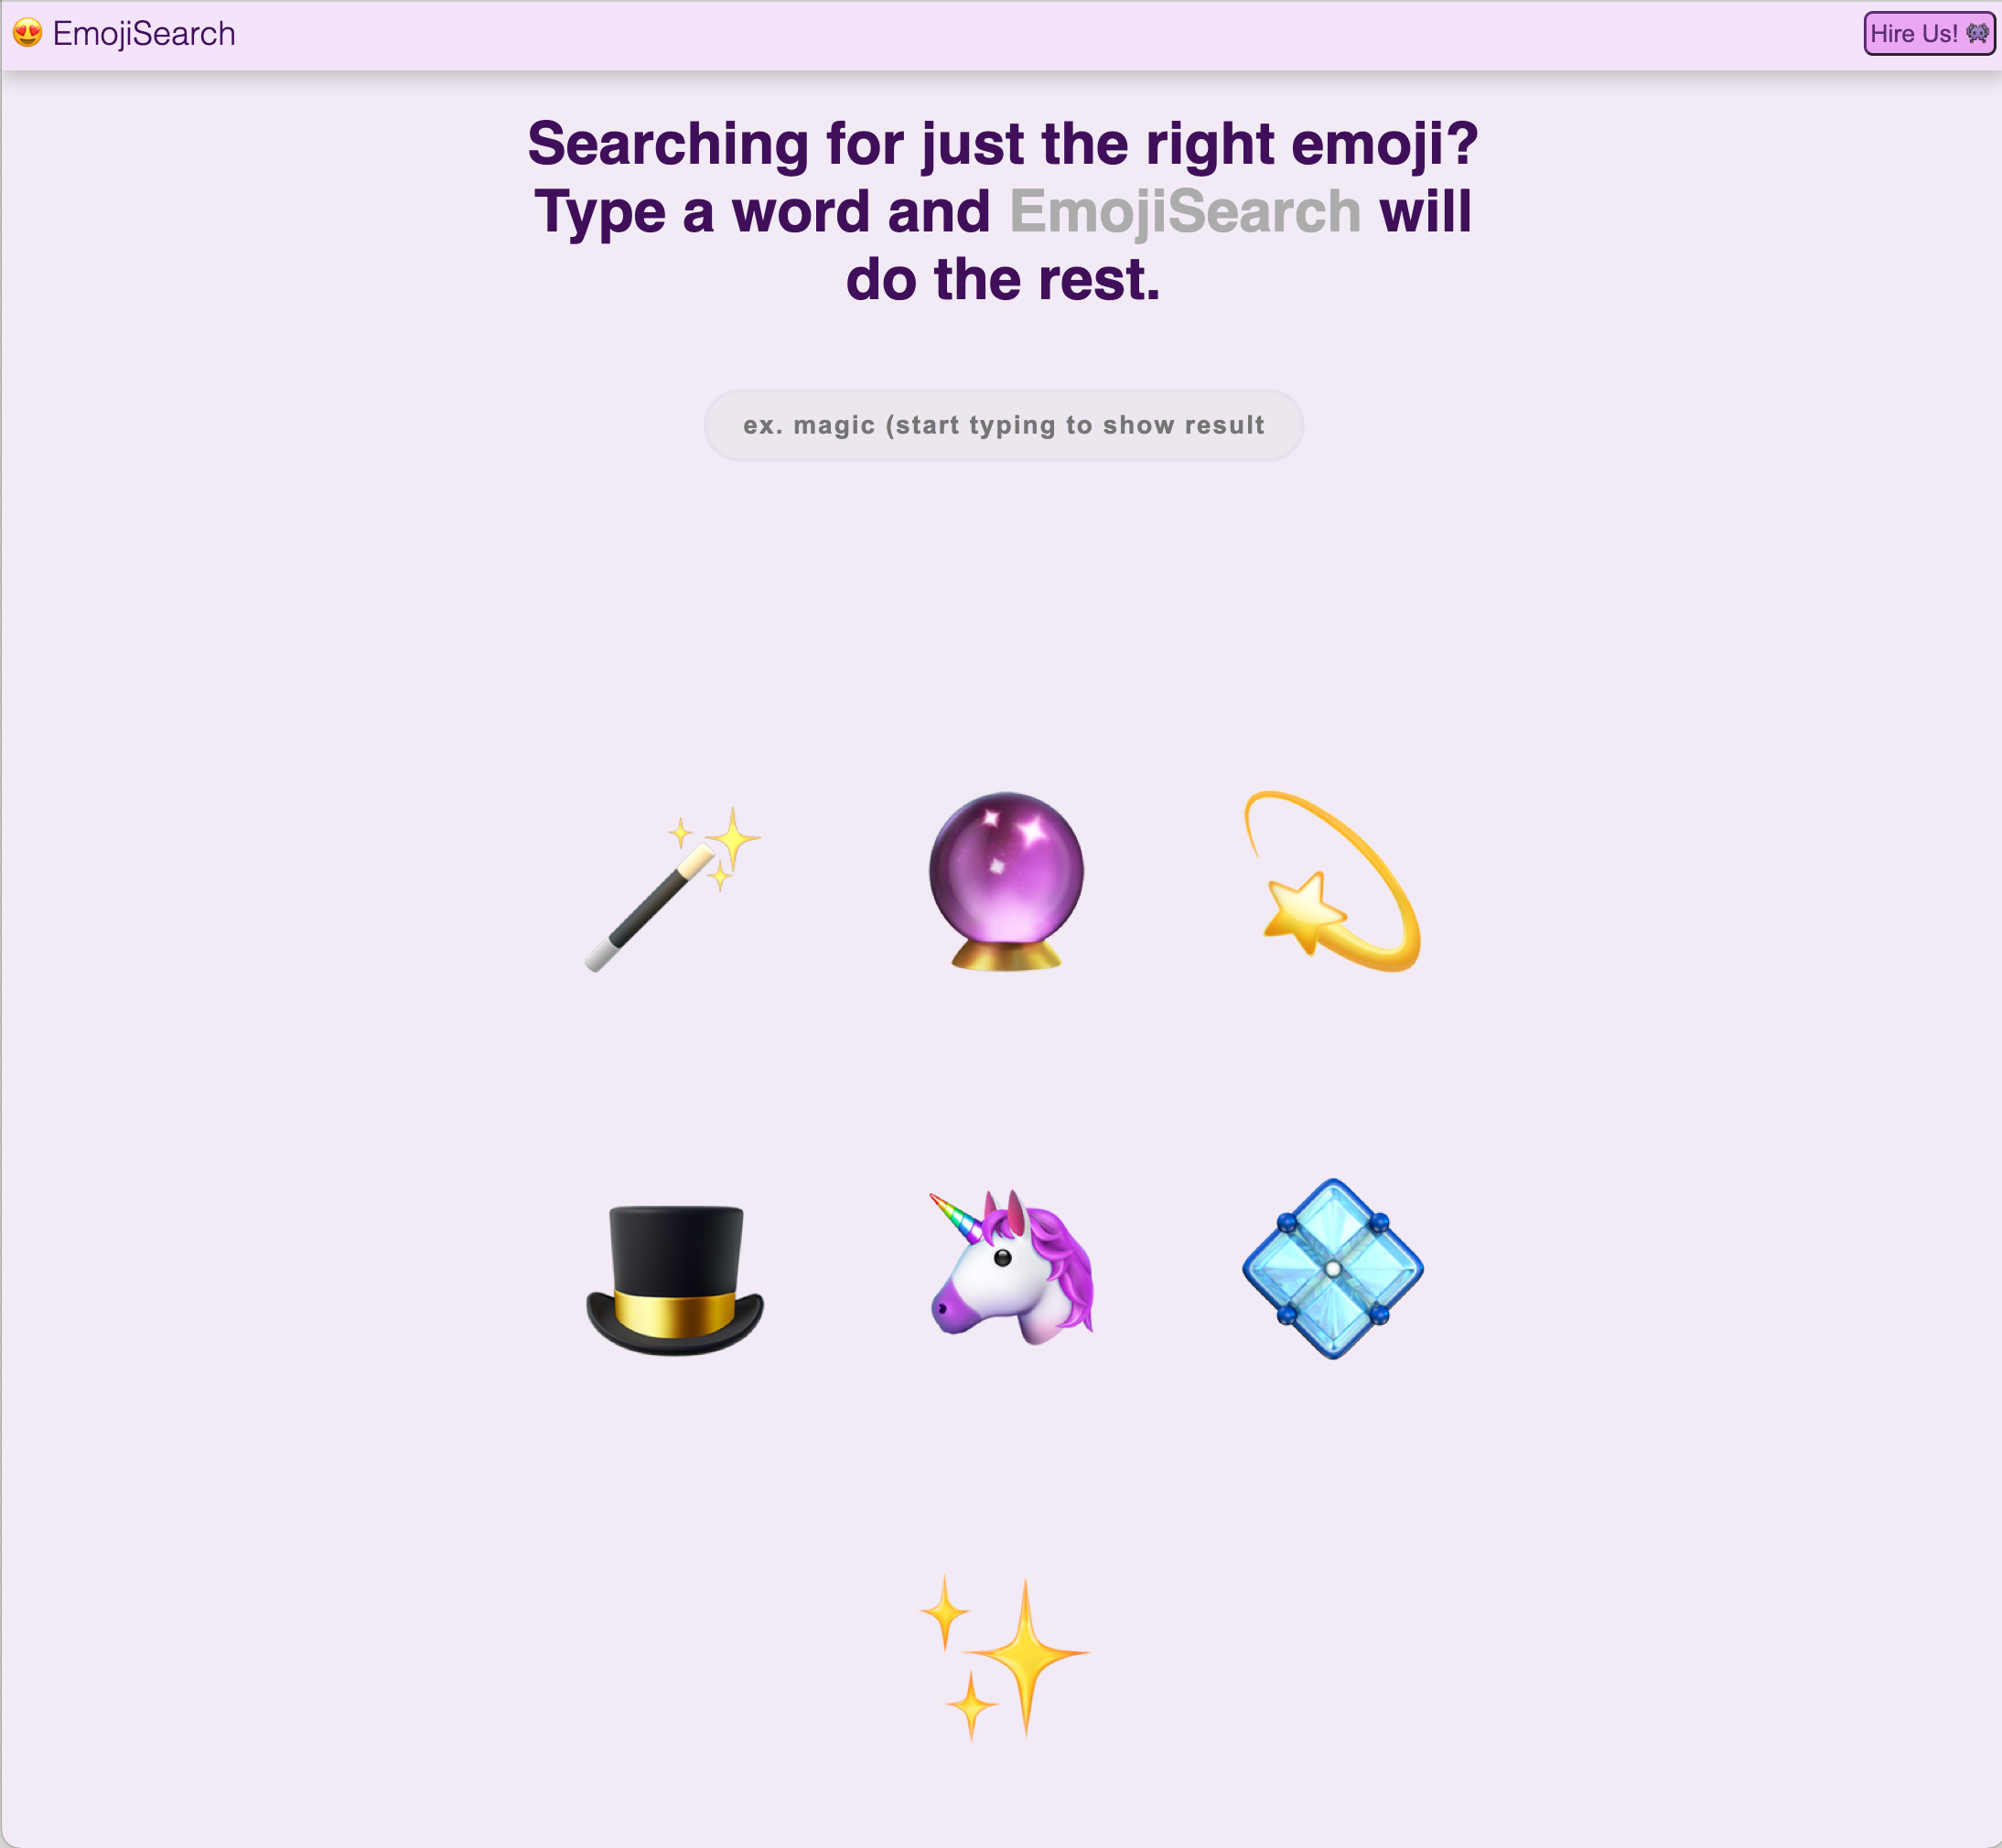 😍 EmojiSearch
Hire Us! 👾
Searching for just the right emoji?
Type a word and EmojiSearch will
do the rest.
ex. magic (start typing to show result